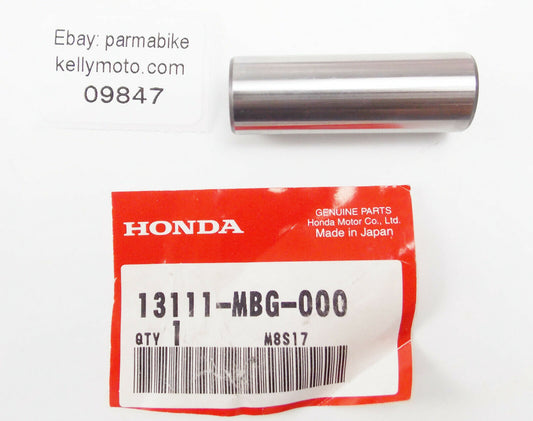 Ebay: parmabike
kellymoto.com
09847
HONDA
GENUINE PARTS
Honda Motor Co., Ltd.
Made in Japan
13111-MBG-000
QTY 1 M8S17